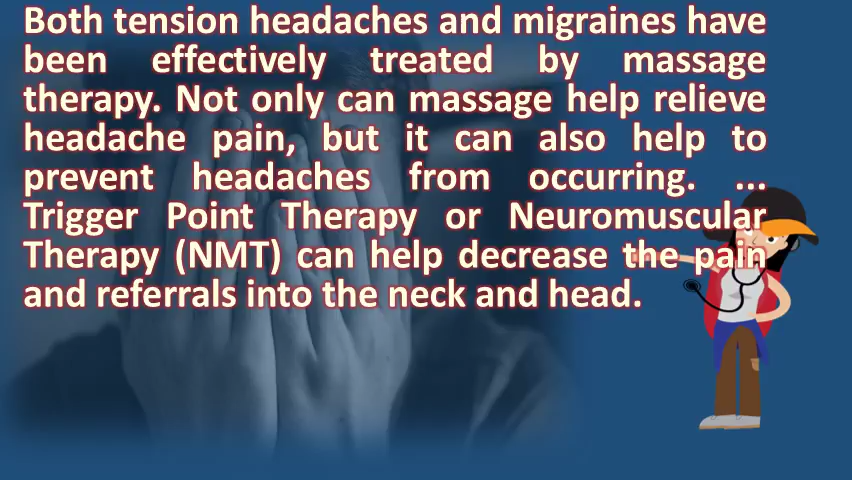 Both tension headaches and migraines have
been effectively treated by massage
therapy. Not only can massage help relieve
headache pain, but it can also help to
prevent headaches from occurring. ...
Trigger Point Therapy or Neuromuscular
Therapy (NMT) can help decrease the pain
and referrals into the neck and head.